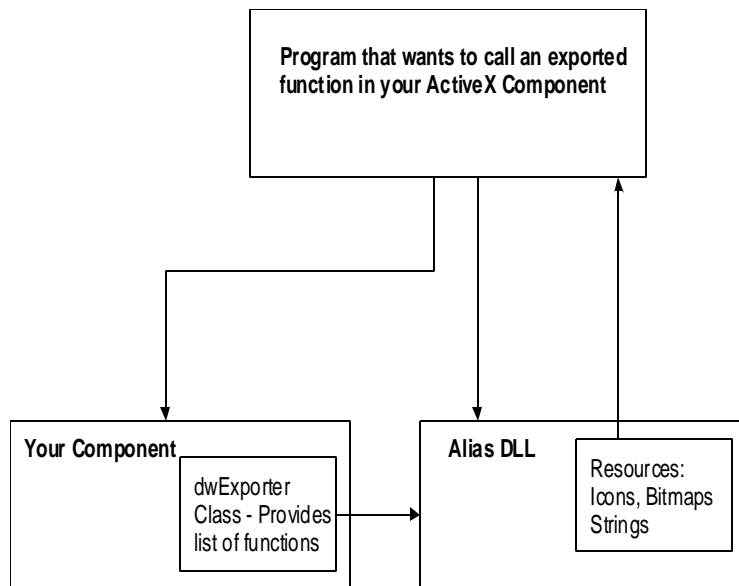 Program that wants to call an exported
function in your ActiveX Component
Your Component
dwExporter
Class - Provides
list of functions
Alias DLL
Resources:
Icons, Bitmaps
Strings